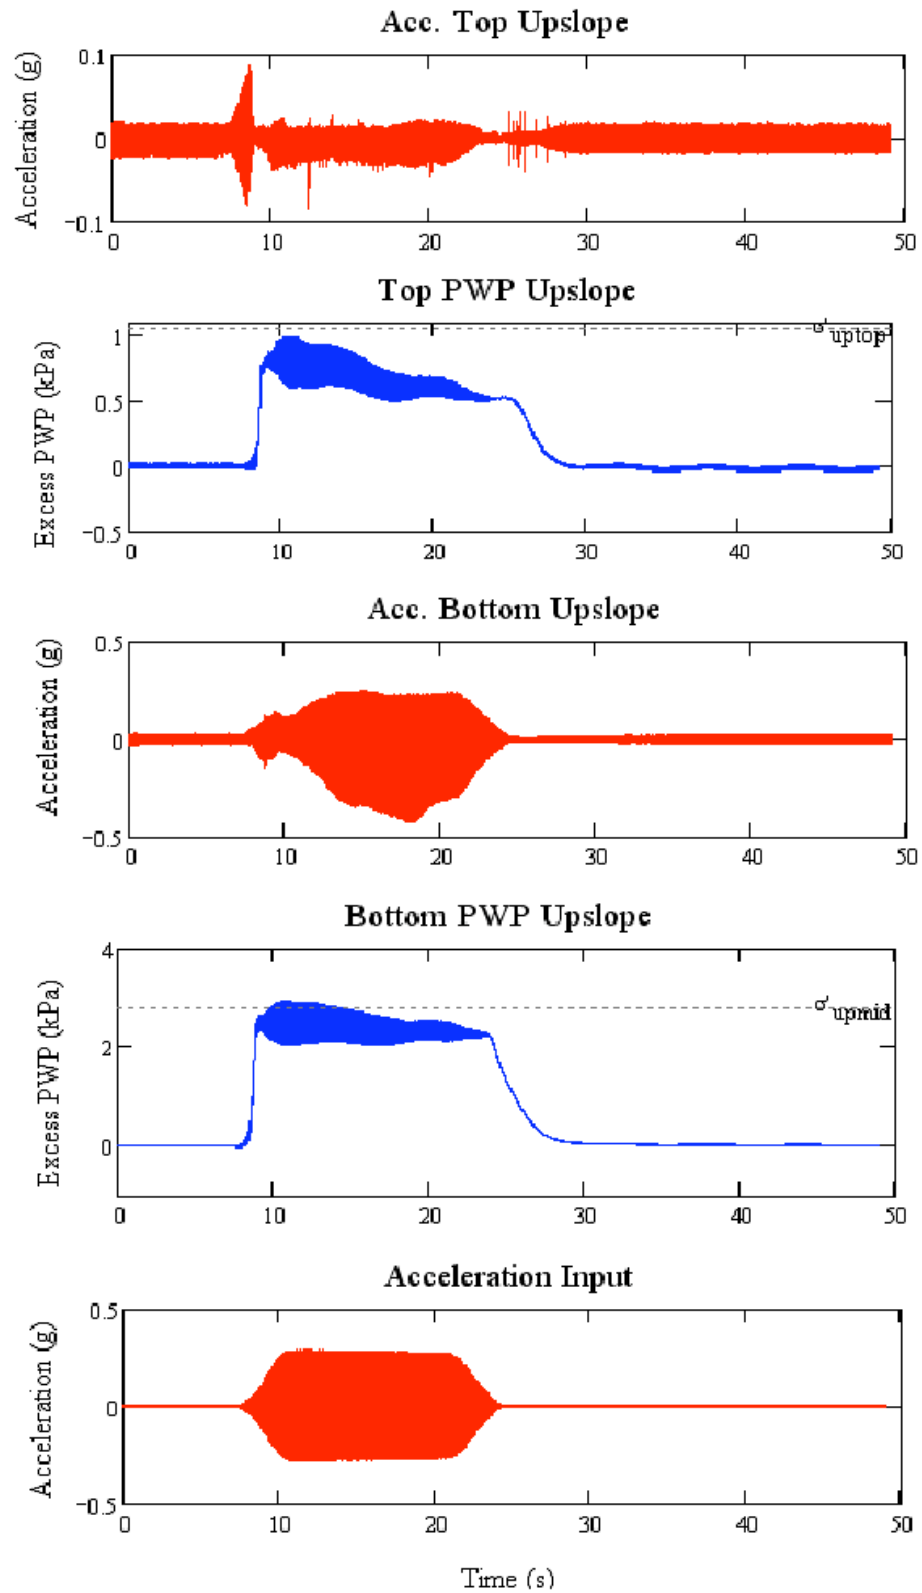 Acc. Top Upslope
Acceleration (g)
0.1
0
−0.1
0 10 20 30 40 50
Top PWP Upslope
Excess PWP (kPa)
1
0.5
0
−0.5
σ' uptop
0 10 20 30 40 50
Acc. Bottom Upslope
Acceleration (g)
0.5
0
−0.5
0 10 20 30 40 50
Bottom PWP Upslope
Excess PWP (kPa)
4
2
0
σ' upmid
0 10 20 30 40 50
Acceleration Input
Acceleration (g)
0.5
0
−0.5
0 10 20 30 40 50
Time (s)